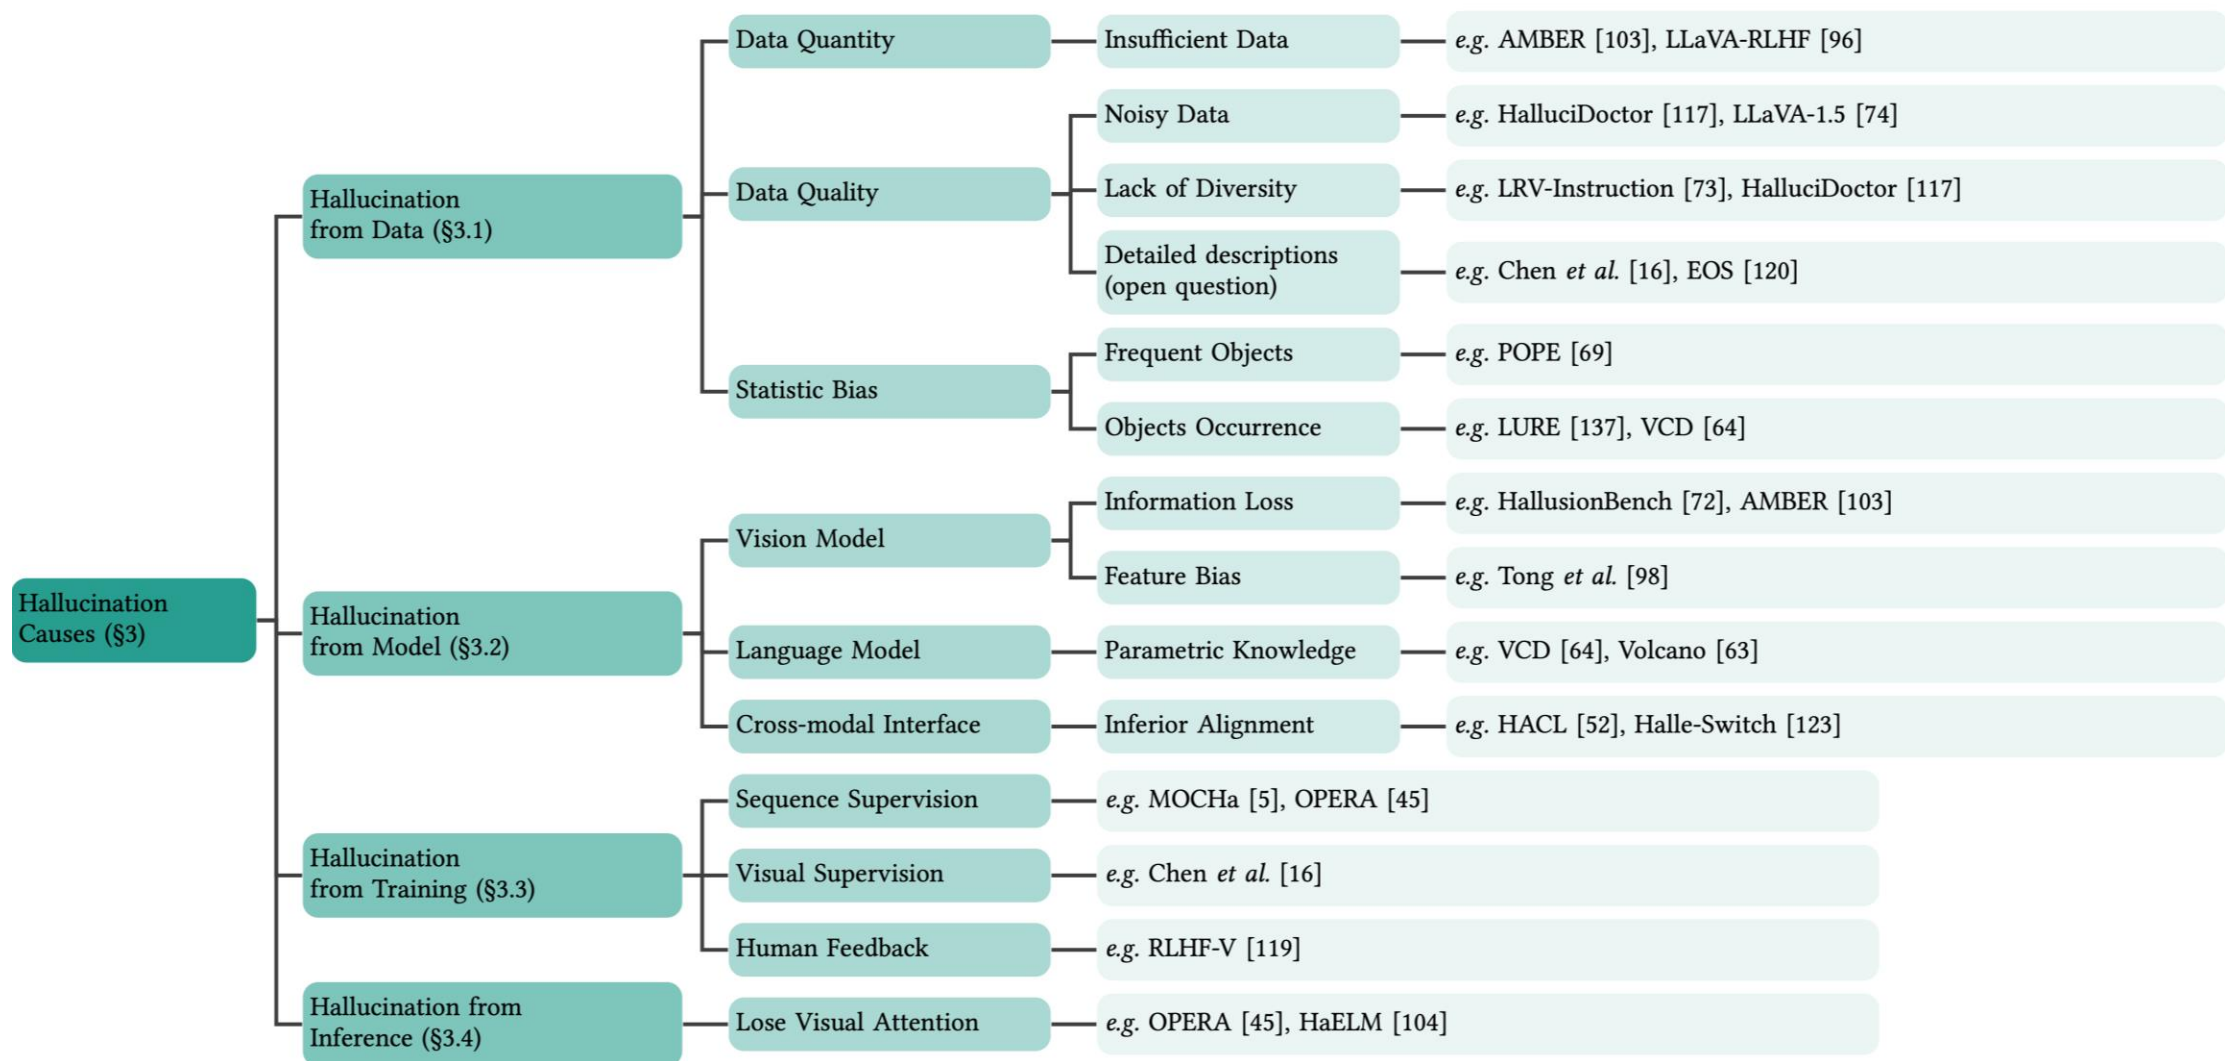 Hallucination
Causes (§3)
Hallucination
from Data (§3.1)
Data Quantity
Insufficient Data
e.g. AMBER [103], LLaVA-RLHF [96]
Data Quality
Noisy Data
e.g. HalluciDoctor [117], LLaVA-1.5 [74]
Lack of Diversity
e.g. LRV-Instruction [73], HalluciDoctor [117]
Detailed descriptions
(open question)
e.g. Chen et al. [16], EOS [120]
Statistic Bias
Frequent Objects
e.g. POPE [69]
Objects Occurrence
e.g. LURE [137], VCD [64]
Hallucination
from Model (§3.2)
Vision Model
Information Loss
e.g. HallusionBench [72], AMBER [103]
Feature Bias
e.g. Tong et al. [98]
Language Model
Parametric Knowledge
e.g. VCD [64], Volcano [63]
Cross-modal Interface
Inferior Alignment
e.g. HACL [52], Halle-Switch [123]
Hallucination
from Training (§3.3)
Sequence Supervision
e.g. MOCHa [5], OPERA [45]
Visual Supervision
e.g. Chen et al. [16]
Human Feedback
e.g. RLHF-V [119]
Hallucination from
Inference (§3.4)
Lose Visual Attention
e.g. OPERA [45], HaELM [104]